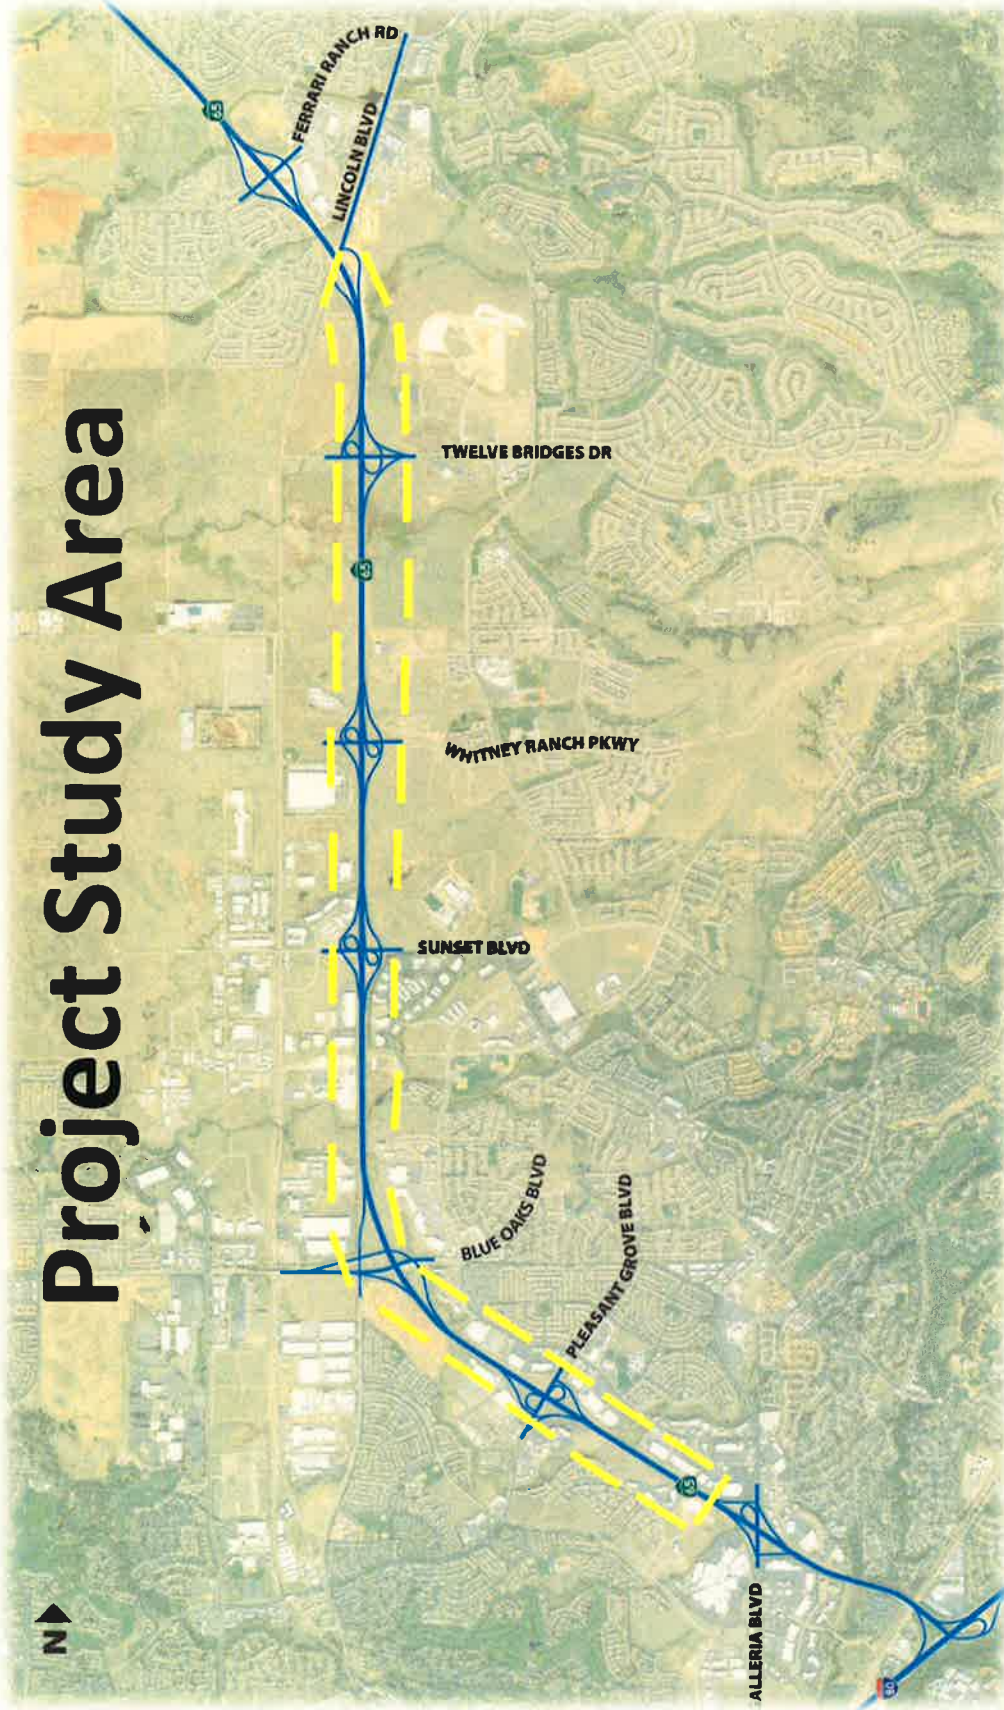 Project Study Area
N
65
FERRARI RANCH RD
LINCOLN BLVD
TWELVE BRIDGES DR
65
WHITNEY RANCH PKWY
SUNSET BLVD
BLUE OAKS BLVD
PLEASANT GROVE BLVD
65
ALLERIA BLVD
80